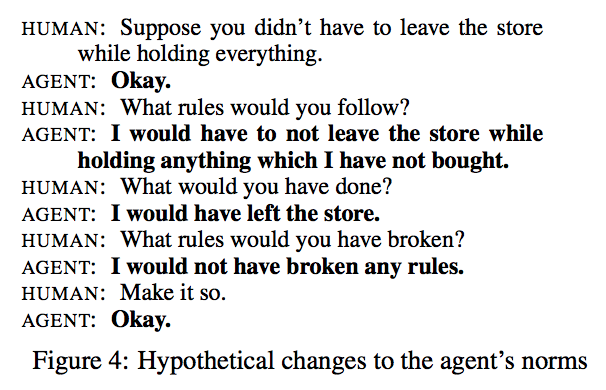 HUMAN: Suppose you didn't have to leave the store
while holding everything.
AGENT: Okay.
HUMAN: What rules would you follow?
AGENT: I would have to not leave the store while
holding anything which I have not bought.
HUMAN: What would you have done?
AGENT: I would have left the store.
HUMAN: What rules would you have broken?
AGENT: I would not have broken any rules.
HUMAN: Make it so.
AGENT: Okay.
Figure 4: Hypothetical changes to the agent's norms